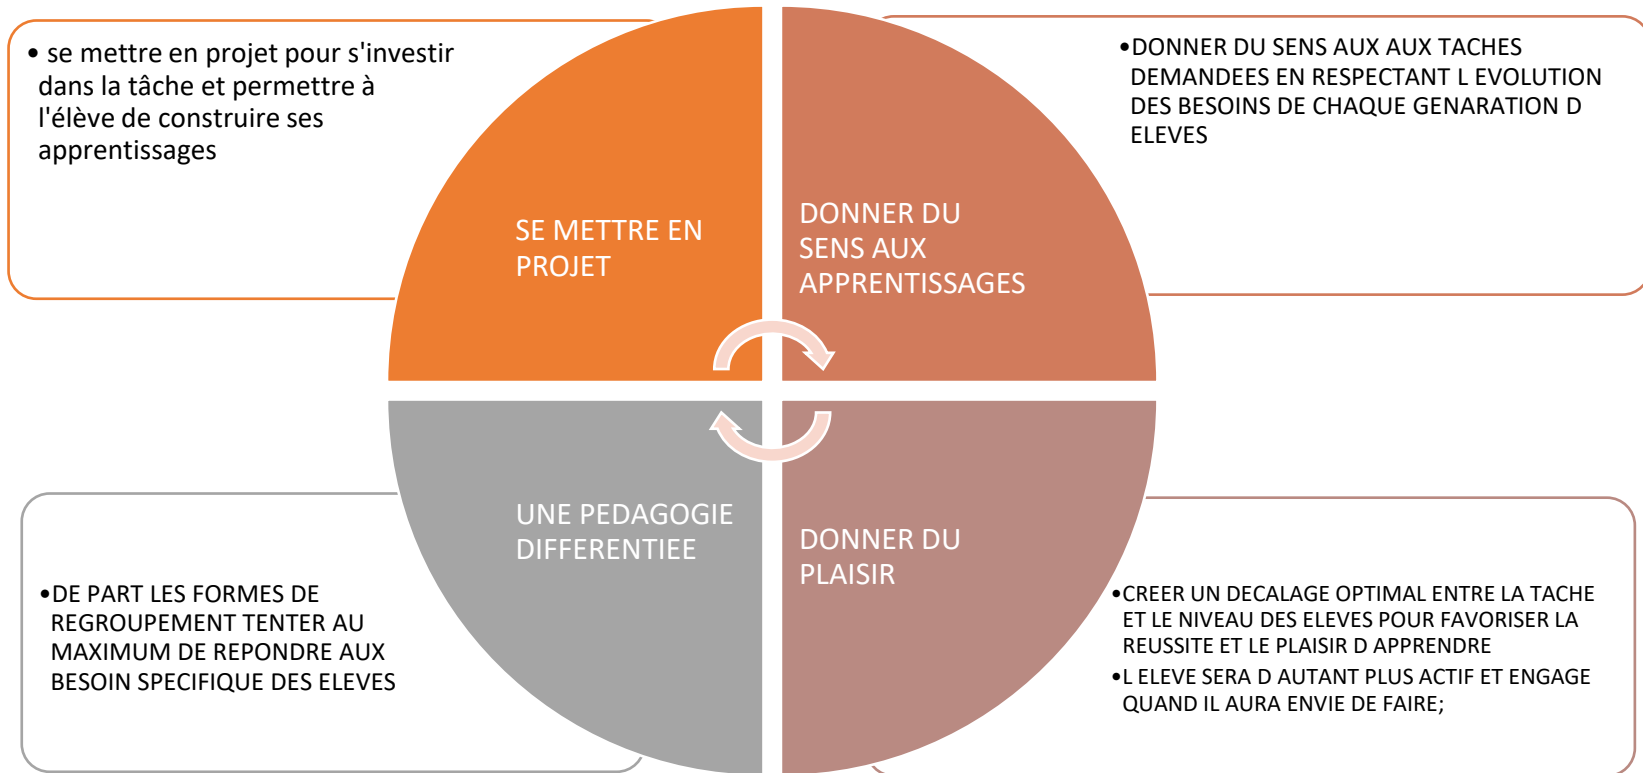 • se mettre en projet pour s'investir
dans la tâche et permettre à
l'élève de construire ses
apprentissages
•DONNER DU SENS AUX AUX TACHES
DEMANDEES EN RESPECTANT L EVOLUTION
DES BESOINS DE CHAQUE GENARATION D
ELEVES
SE METTRE EN
PROJET
DONNER DU
SENS AUX
APPRENTISSAGES
UNE PEDAGOGIE
DIFFERENTIEE
DONNER DU
PLAISIR
•DE PART LES FORMES DE
REGROUPEMENT TENTER AU
MAXIMUM DE REPONDRE AUX
BESOIN SPECIFIQUE DES ELEVES
•CREER UN DECALAGE OPTIMAL ENTRE LA TACHE
ET LE NIVEAU DES ELEVES POUR FAVORISER LA
REUSSITE ET LE PLAISIR D APPRENDRE
•L ELEVE SERA D AUTANT PLUS ACTIF ET ENGAGE
QUAND IL AURA ENVIE DE FAIRE;